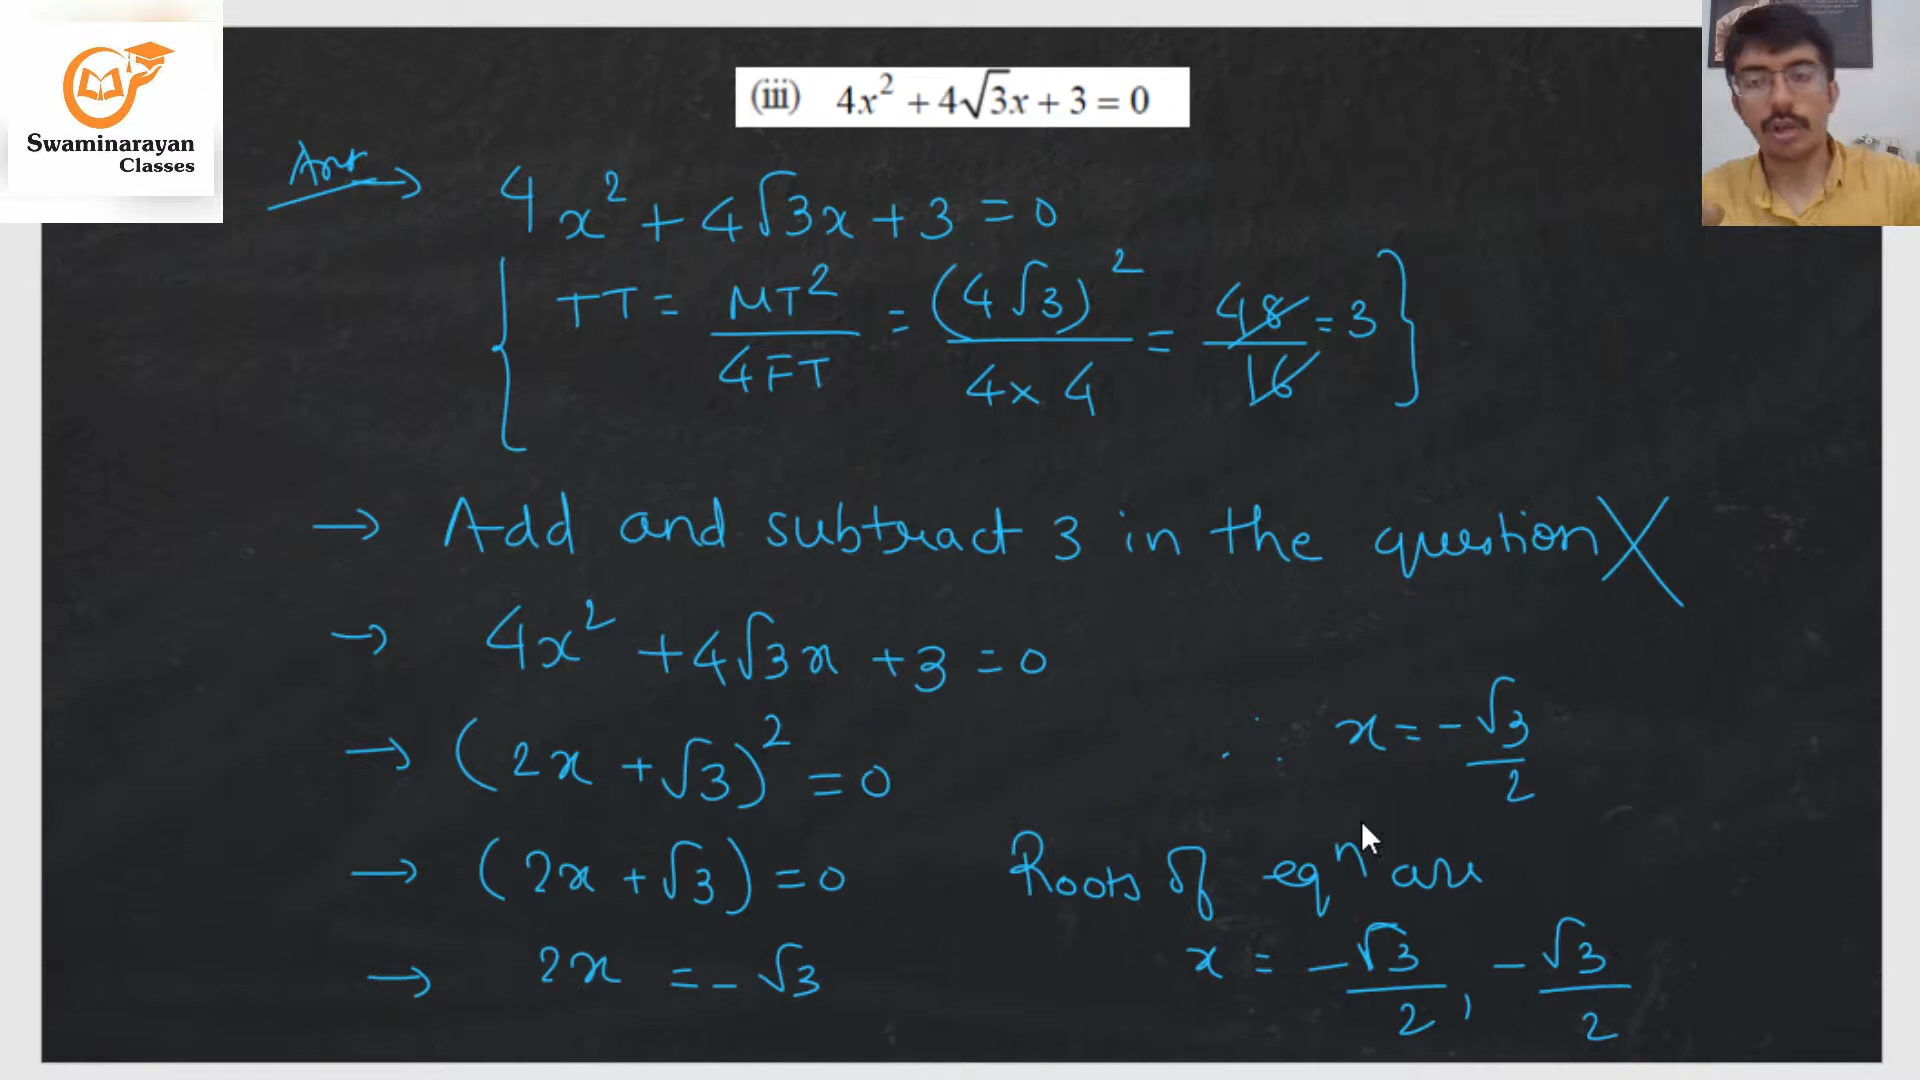 Swaminarayan
Classes
(iii) 4x² + 4√3x + 3 = 0
Ans → 4x² + 4√3x + 3 = 0
{ TT = MT²/4FT = (4√3)²/4x4 = 48/16 = 3 }
→ Add and subtract 3 in the question X
→ 4x² + 4√3x + 3 = 0
→ (2x + √3)² = 0
→ (2x + √3) = 0
→ 2x = -√3
∴ x = -√3/2
Roots of eqⁿ are
x = -√3/2, -√3/2